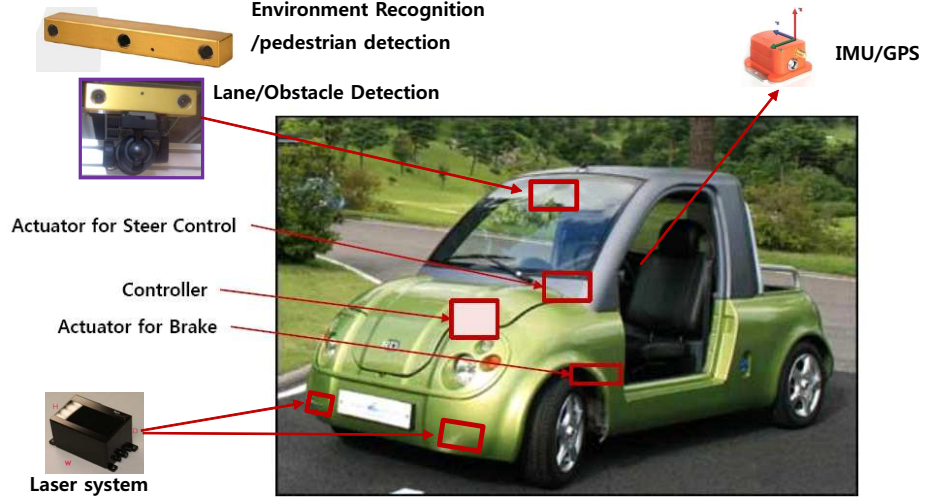 Environment Recognition
/pedestrian detection
IMU/GPS
Lane/Obstacle Detection
Actuator for Steer Control
Controller
Actuator for Brake
H
D
W
Laser system